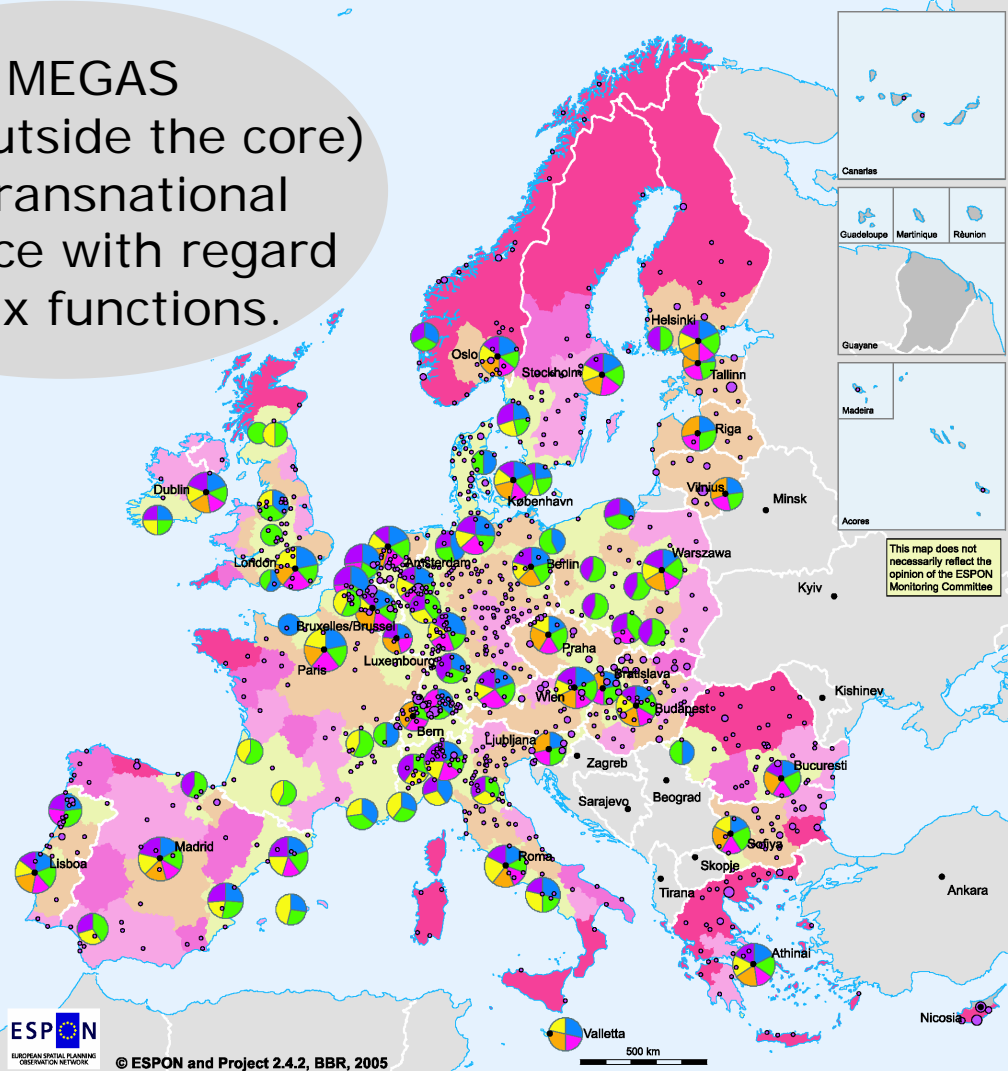 MEGAS
utside the core)
ransnational
ce with regard
x functions.
Canarias
Guadeloupe
Martinique
Rèunion
Guayane
Madeira
Acores
This map does not
necessarily reflect the
opinion of the ESPON
Monitoring Committee
Helsinki
Oslo
Stockholm
Tallinn
Riga
Dublin
København
Vilnius
Minsk
London
Amsterdam
Berlin
Warszawa
Kyiv
Bruxelles/Brussel
Paris
Luxembourg
Praha
Bratislava
Wien
Kishinev
Budapest
Bern
Ljubljana
Zagreb
Bucuresti
Sarajevo
Beograd
Sofiya
Madrid
Lisboa
Roma
Skopje
Tirana
Ankara
Athinai
Nicosia
Valletta
500 km
ESPON
EUROPEAN SPATIAL PLANNING
OBSERVATION NETWORK
© ESPON and Project 2.4.2, BBR, 2005